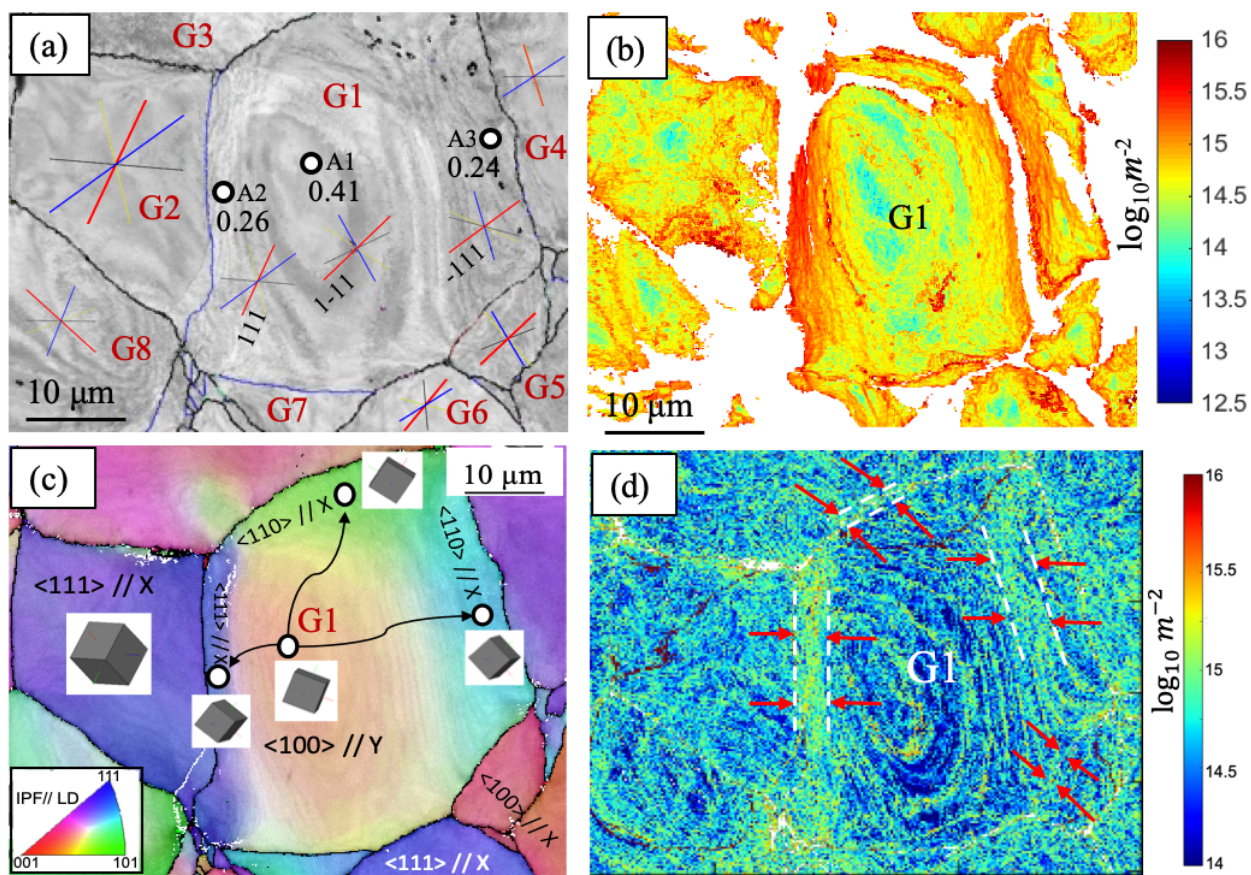 (a)
G3
G1
A3
0.24
G4
A1
0.41
A2
0.26
G2
-111
1-11
111
G8
G5
G7
G6
10 µm
(b)
G1
10 µm
16
15.5
15
14.5
14
13.5
13
12.5
log₁₀m⁻²
(c)
10 µm
<110> // X
<110> // X
<111> // X
<111> // X
G1
<100> // Y
<100> // X
<111> // X
IPF// LD
111
001
101
(d)
G1
16
15.5
15
14.5
14
log₁₀ m⁻²